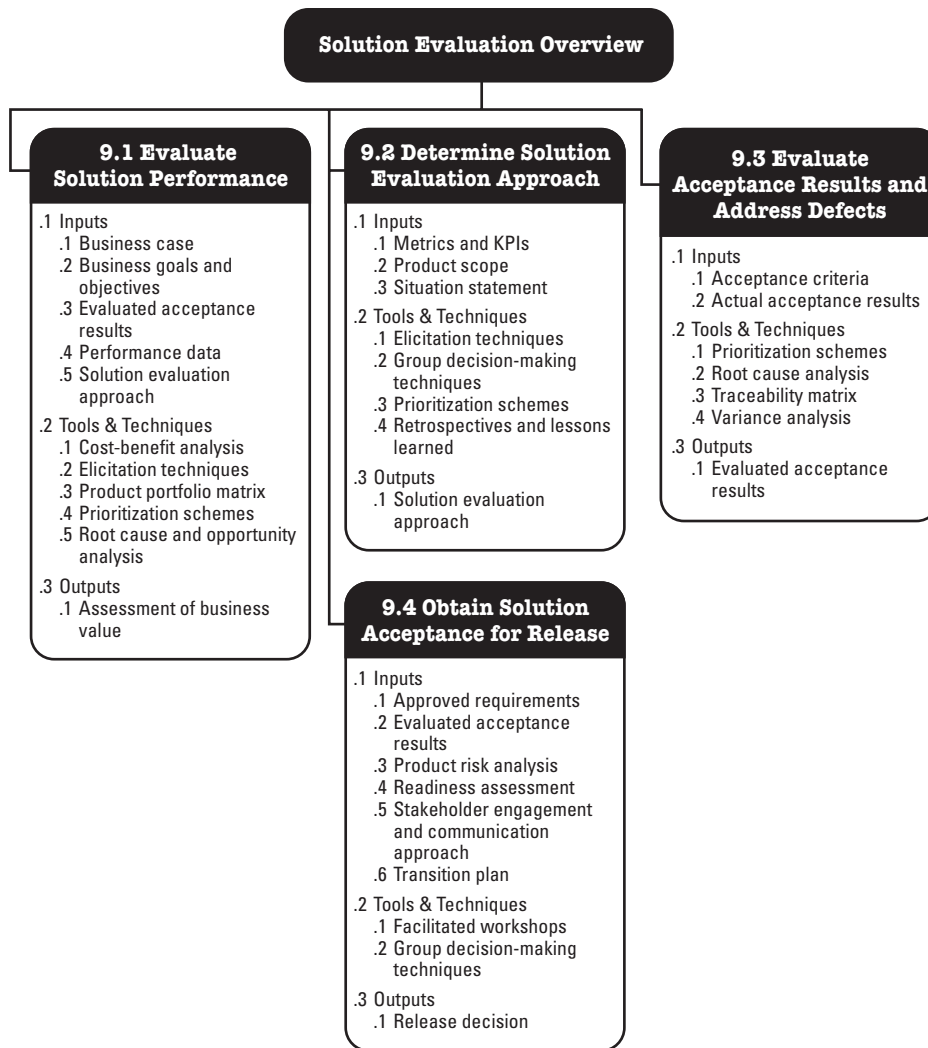 Solution Evaluation Overview
9.1 Evaluate
Solution Performance
.1 Inputs
.1 Business case
.2 Business goals and
objectives
.3 Evaluated acceptance
results
.4 Performance data
.5 Solution evaluation
approach
.2 Tools & Techniques
.1 Cost-benefit analysis
.2 Elicitation techniques
.3 Product portfolio matrix
.4 Prioritization schemes
.5 Root cause and opportunity
analysis
.3 Outputs
.1 Assessment of business
value
9.2 Determine Solution
Evaluation Approach
.1 Inputs
.1 Metrics and KPIs
.2 Product scope
.3 Situation statement
.2 Tools & Techniques
.1 Elicitation techniques
.2 Group decision-making
techniques
.3 Prioritization schemes
.4 Retrospectives and lessons
learned
.3 Outputs
.1 Solution evaluation
approach
9.3 Evaluate
Acceptance Results and
Address Defects
.1 Inputs
.1 Acceptance criteria
.2 Actual acceptance results
.2 Tools & Techniques
.1 Prioritization schemes
.2 Root cause analysis
.3 Traceability matrix
.4 Variance analysis
.3 Outputs
.1 Evaluated acceptance
results
9.4 Obtain Solution
Acceptance for Release
.1 Inputs
.1 Approved requirements
.2 Evaluated acceptance
results
.3 Product risk analysis
.4 Readiness assessment
.5 Stakeholder engagement
and communication
approach
.6 Transition plan
.2 Tools & Techniques
.1 Facilitated workshops
.2 Group decision-making
techniques
.3 Outputs
.1 Release decision